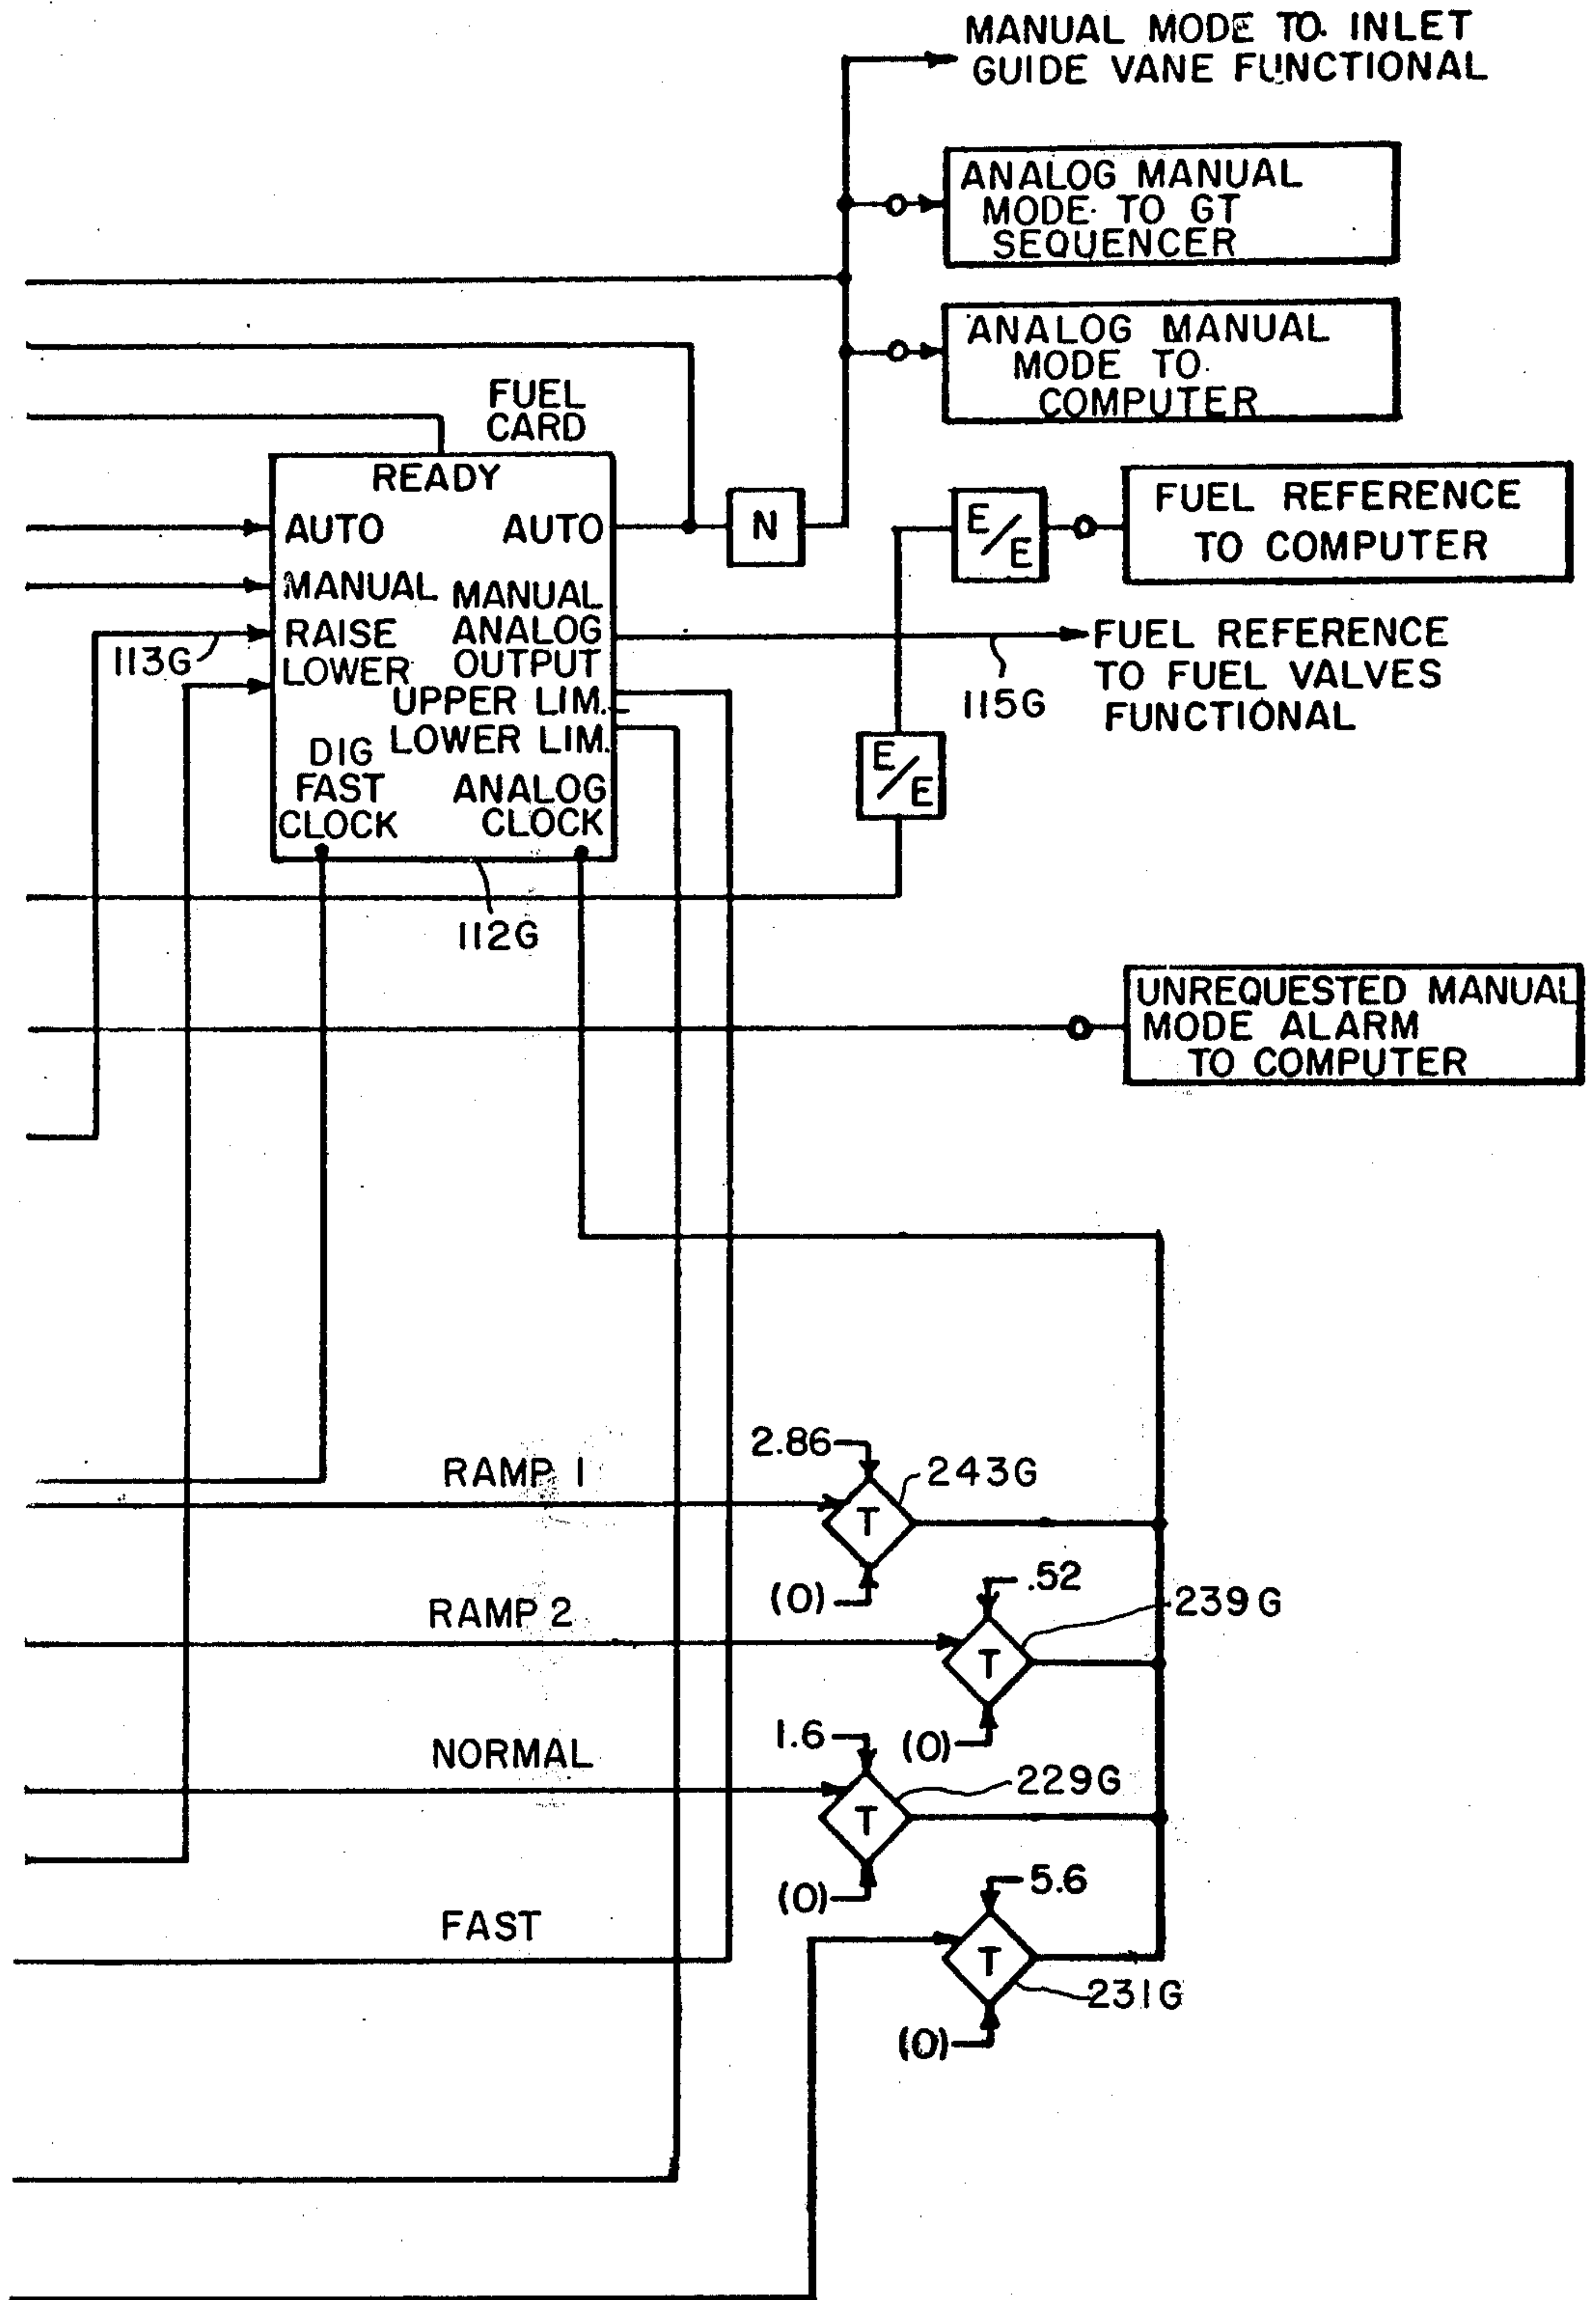 MANUAL MODE TO INLET
GUIDE VANE FUNCTIONAL
ANALOG MANUAL
MODE TO GT
SEQUENCER
ANALOG MANUAL
MODE TO
COMPUTER
FUEL
CARD
READY
AUTO
AUTO
N
E/E
FUEL REFERENCE
TO COMPUTER
MANUAL
MANUAL
ANALOG
OUTPUT
RAISE
LOWER
113G
UPPER LIM.
LOWER LIM.
DIG
FAST
CLOCK
ANALOG
CLOCK
115G
FUEL REFERENCE
TO FUEL VALVES
FUNCTIONAL
E/E
112G
UNREQUESTED MANUAL
MODE ALARM
TO COMPUTER
RAMP 1
2.86
243G
T
(0)
RAMP 2
.52
239G
T
(0)
NORMAL
1.6
229G
T
(0)
FAST
5.6
T
231G
(0)